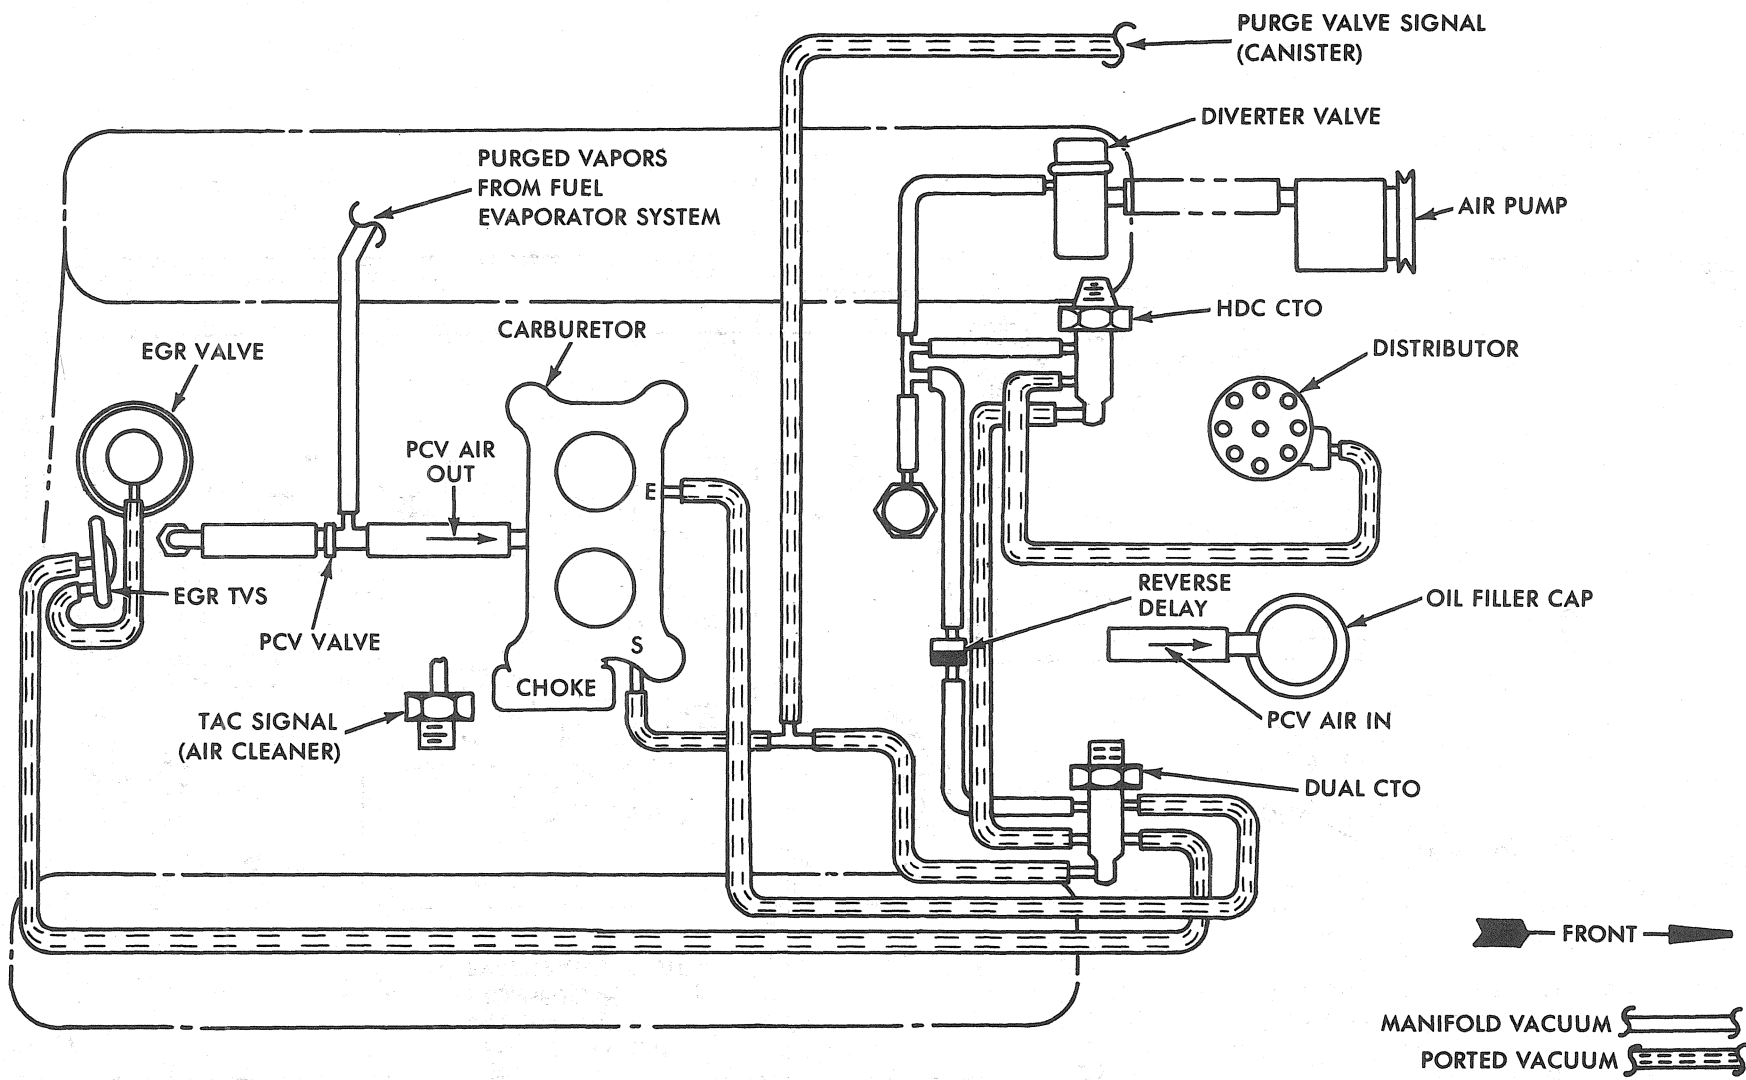 PURGE VALVE SIGNAL
(CANISTER)
DIVERTER VALVE
PURGED VAPORS
FROM FUEL
EVAPORATOR SYSTEM
AIR PUMP
HDC CTO
CARBURETOR
EGR VALVE
DISTRIBUTOR
PCV AIR
OUT
E
REVERSE
DELAY
EGR TVS
OIL FILLER CAP
PCV VALVE
S
CHOKE
TAC SIGNAL
(AIR CLEANER)
PCV AIR IN
DUAL CTO
FRONT
MANIFOLD VACUUM
PORTED VACUUM